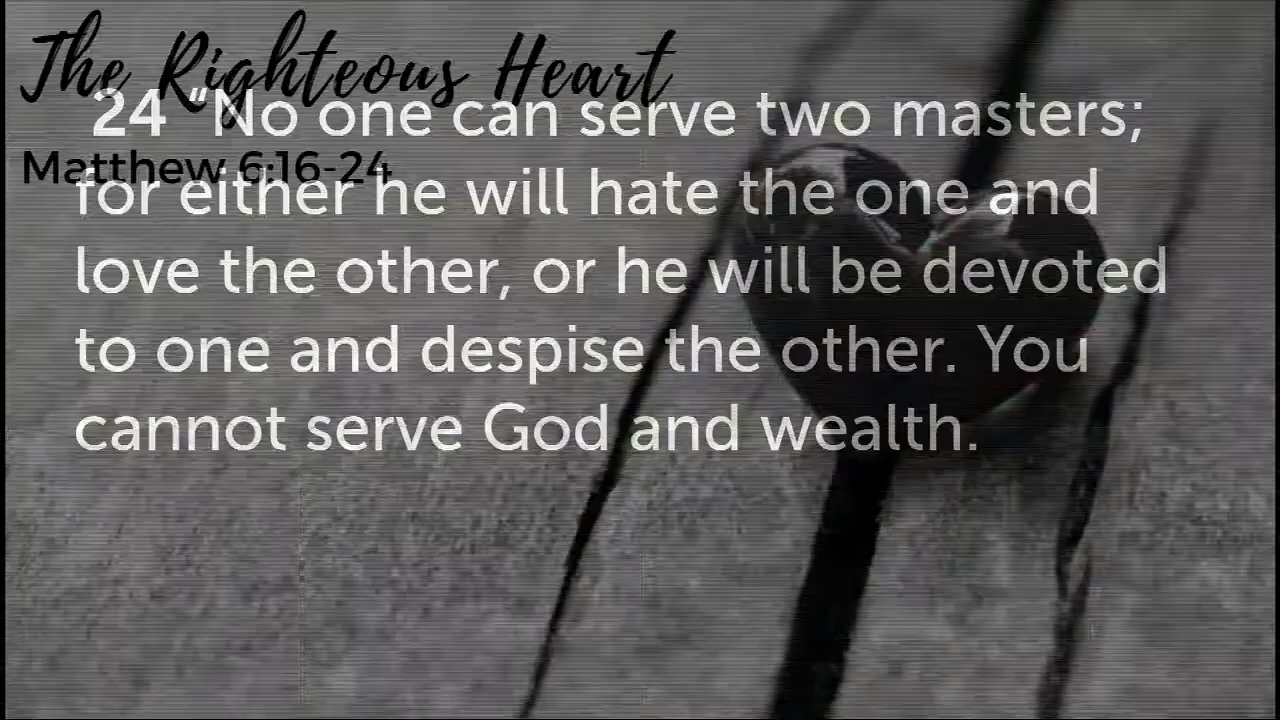 The Righteous Heart
24 “No one can serve two masters;
Matthew 6:16-24
for either he will hate the one and
love the other, or he will be devoted
to one and despise the other. You
cannot serve God and wealth.